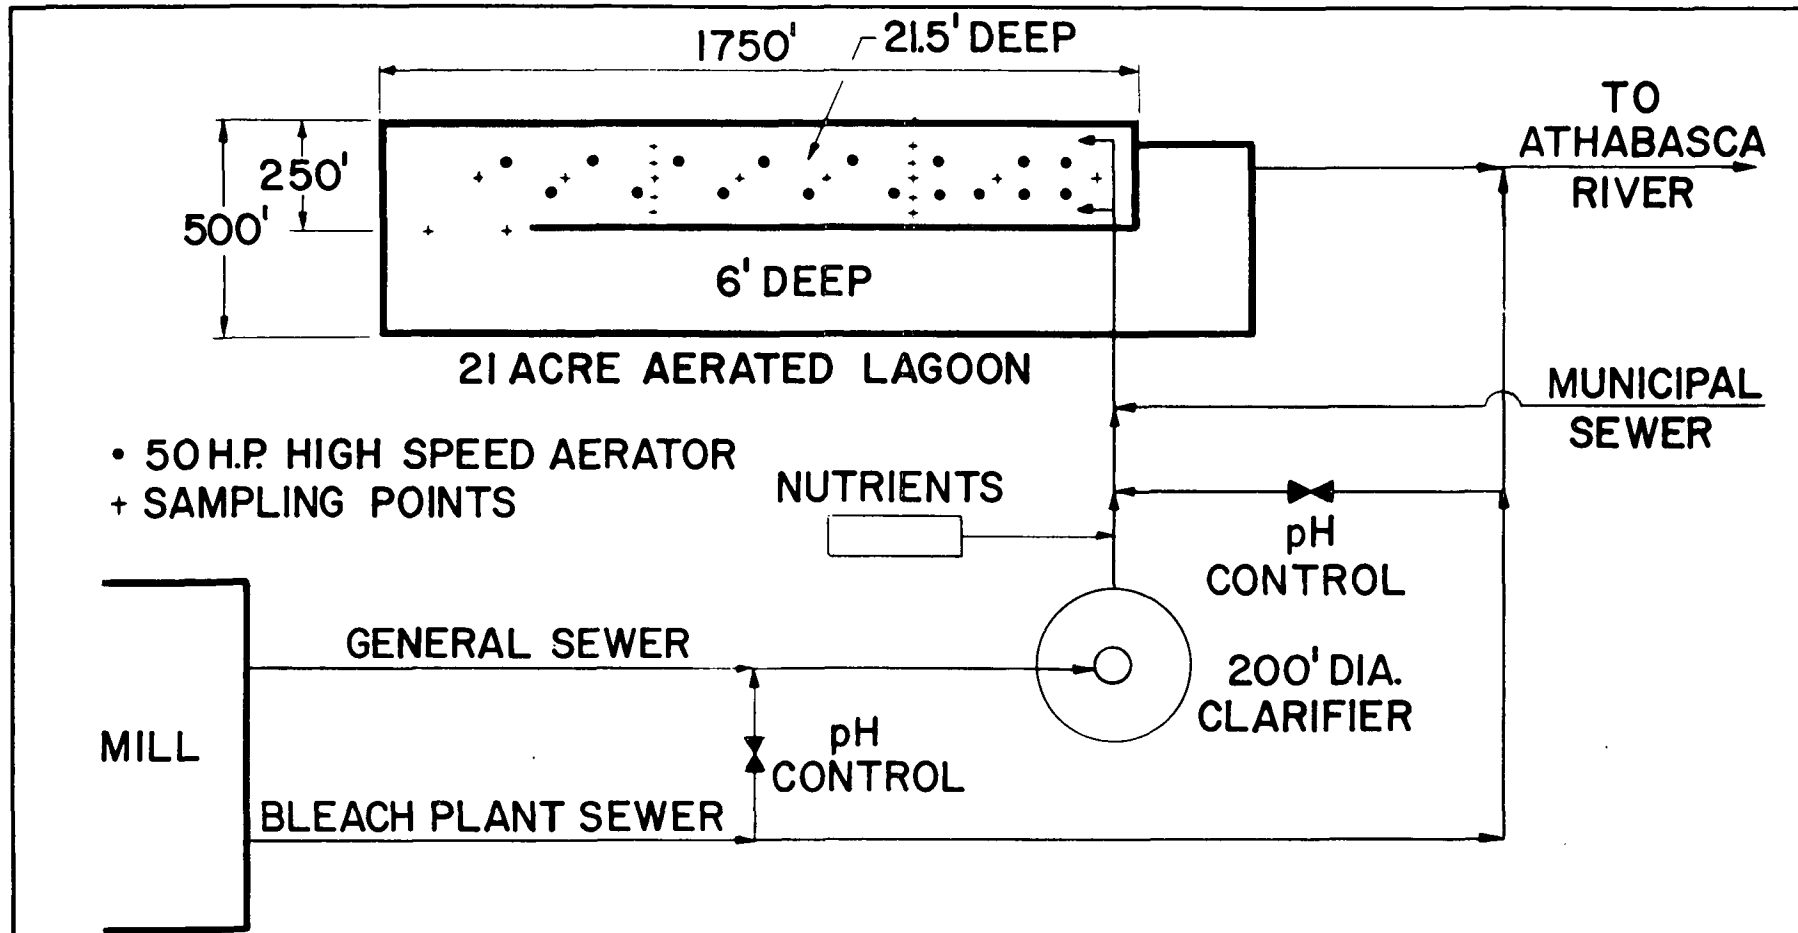 1750'
21.5' DEEP
TO
ATHABASCA
RIVER
250'
500'
6' DEEP
21 ACRE AERATED LAGOON
MUNICIPAL
SEWER
• 50 H.P. HIGH SPEED AERATOR
+ SAMPLING POINTS
NUTRIENTS
pH
CONTROL
GENERAL SEWER
200' DIA.
CLARIFIER
MILL
pH
CONTROL
BLEACH PLANT SEWER